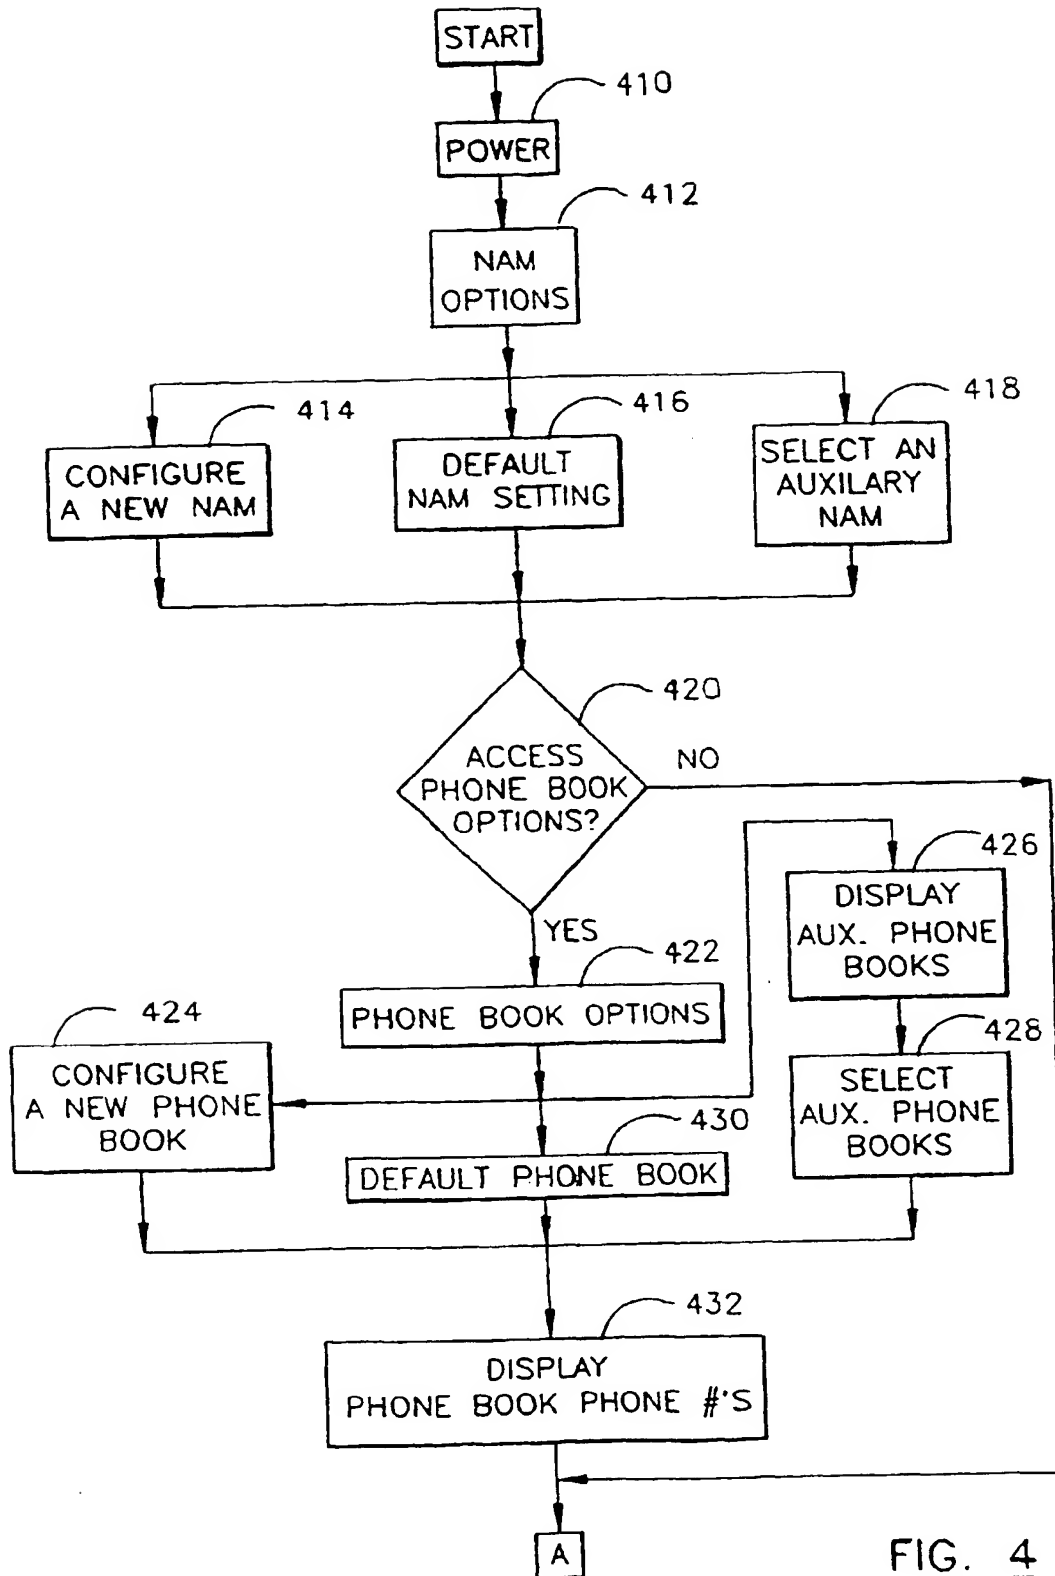 START
410
POWER
412
NAM
OPTIONS
414
416
418
CONFIGURE
A NEW NAM
DEFAULT
NAM SETTING
SELECT AN
AUXILARY
NAM
420
ACCESS
PHONE BOOK
OPTIONS?
NO
YES
426
DISPLAY
AUX. PHONE
BOOKS
422
PHONE BOOK OPTIONS
424
CONFIGURE
A NEW PHONE
BOOK
428
SELECT
AUX. PHONE
BOOKS
430
DEFAULT PHONE BOOK
432
DISPLAY
PHONE BOOK PHONE #'S
A
FIG. 4